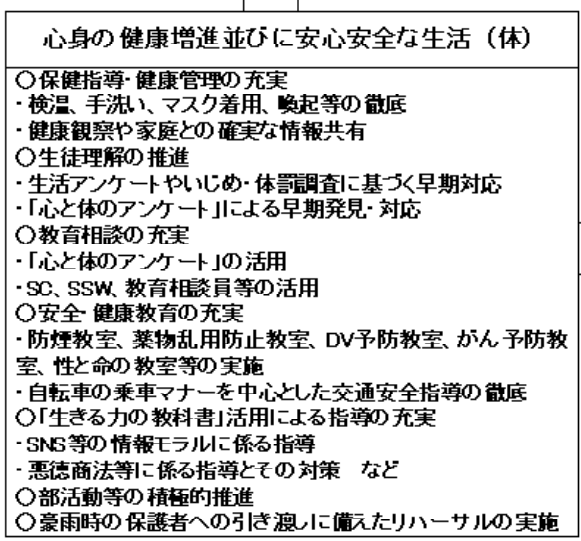 心身の健康増進並びに安心安全な生活（体）
○保健指導・健康管理の充実
・検温、手洗い、マスク着用、喚起等の徹底
・健康観察や家庭との確実な情報共有
○生徒理解の推進
・生活アンケートやいじめ・体罰調査に基づく早期対応
・「心と体のアンケート」による早期発見・対応
○教育相談の充実
・「心と体のアンケート」の活用
・SC、SSW、教育相談員等の活用
○安全・健康教育の充実
・防煙教室、薬物乱用防止教室、DV予防教室、がん予防教
室、性と命の教室等の実施
・自転車の乗車マナーを中心とした交通安全指導の徹底
○「生きる力の教科書」活用による指導の充実
・SNS等の情報モラルに係る指導
・悪徳商法等に係る指導とその対策　など
○部活動等の積極的推進
○豪雨時の保護者への引き渡しに備えたリハーサルの実施